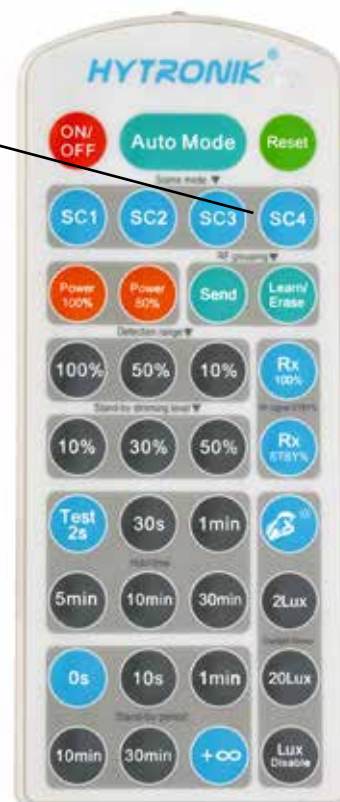 HYTRONIK®
ON/OFF Auto Mode Reset
Scene mode ▼
SC1 SC2 SC3 SC4
RF grouping ▼
Power 100% Power 50% Send Learn/Erase
Detection range ▼
100% 50% 10% Rx 100%
Stand-by dimming level ▼
10% 30% 50% Rx STBY%
Test 2s 30s 1min
Hold-time
5min 10min 30min 2Lux
0s 10s 1min 20Lux
Stand-by period
10min 30min +∞ Lux Disable